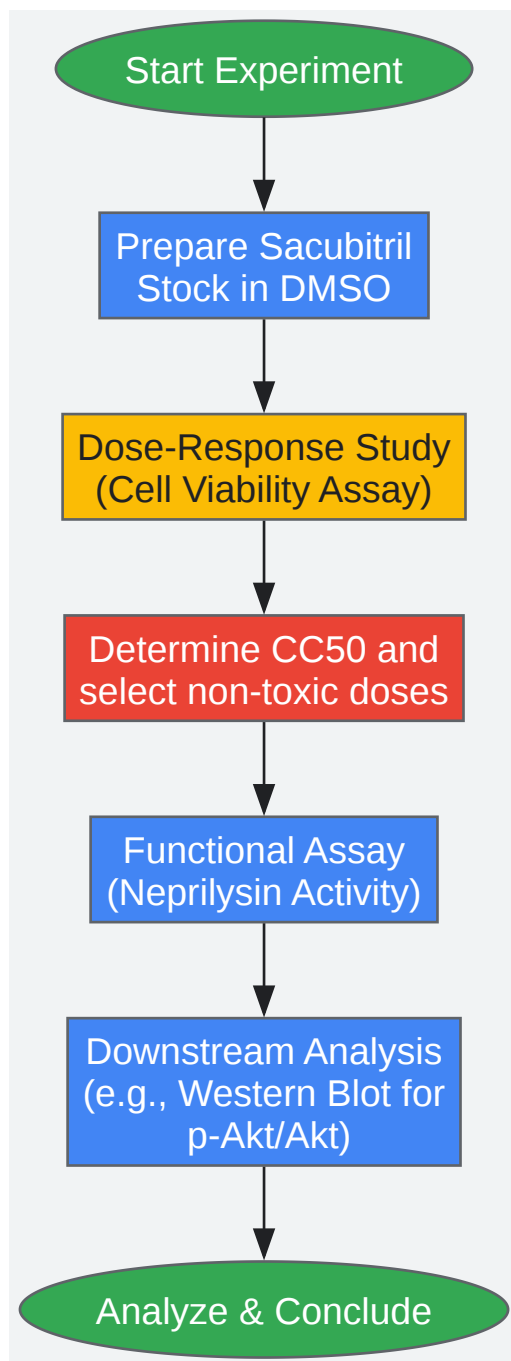 Start Experiment
Prepare Sacubitril
Stock in DMSO
Dose-Response Study
(Cell Viability Assay)
Determine CC50 and
select non-toxic doses
Functional Assay
(Neprilysin Activity)
Downstream Analysis
(e.g., Western Blot for
p-Akt/Akt)
Analyze & Conclude